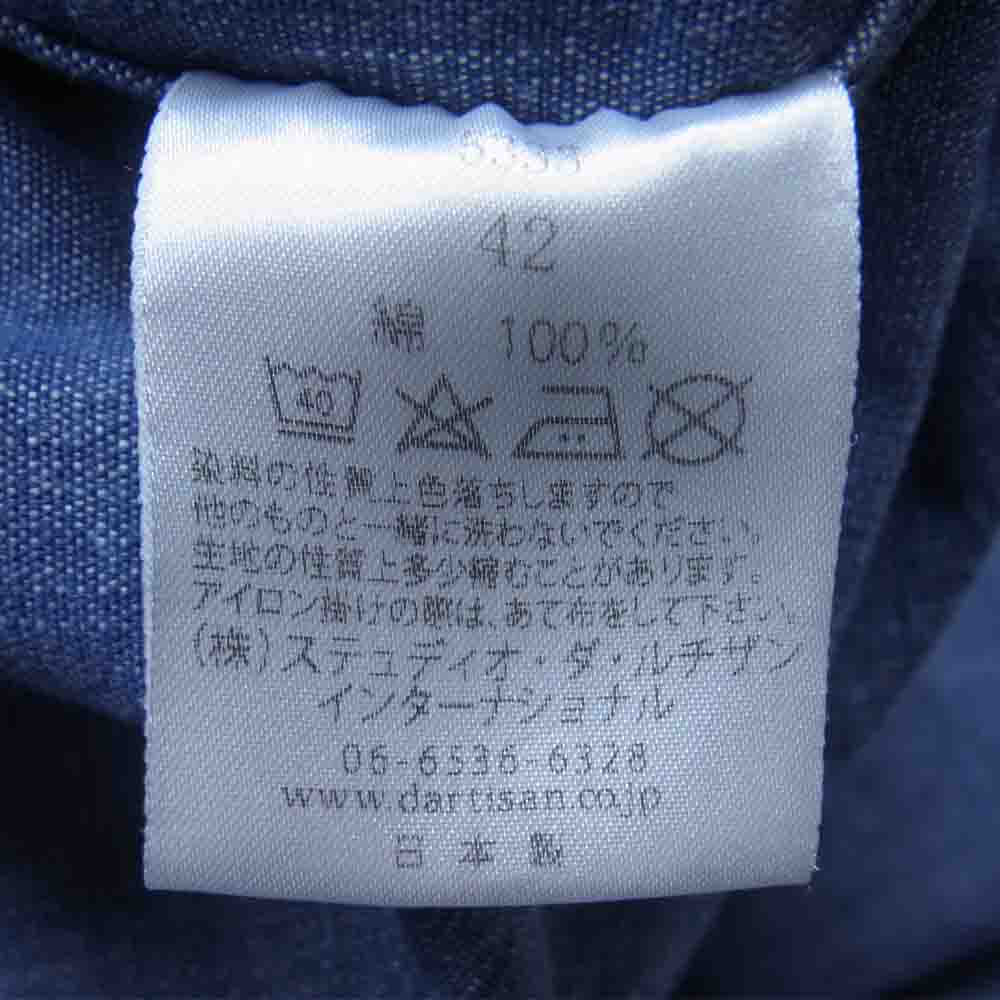 42
綿 100%
40
染料の性質上色落ちしますので
他のものと一緒に洗わないでください。
生地の性質上多少縮むことがあります。
アイロン掛けの際は、あて布をして下さい。
(株)ステュディオ・ダ・ルチザン
インターナショナル
06-6536-6328
www.dartisan.co.jp
日本製